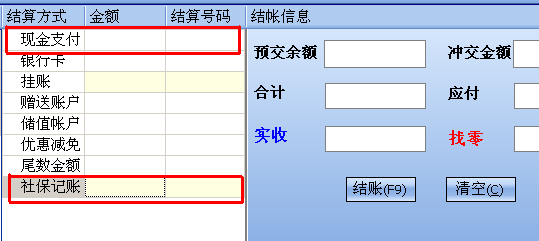 结算方式 金额 结算号码 结帐信息
现金支付
银行卡
挂账
赠送账户
储值帐户
优惠减免
尾数金额
社保记账
预交余额 冲交金额
合计 应付
实收 找零
结账(F9) 清空(C)